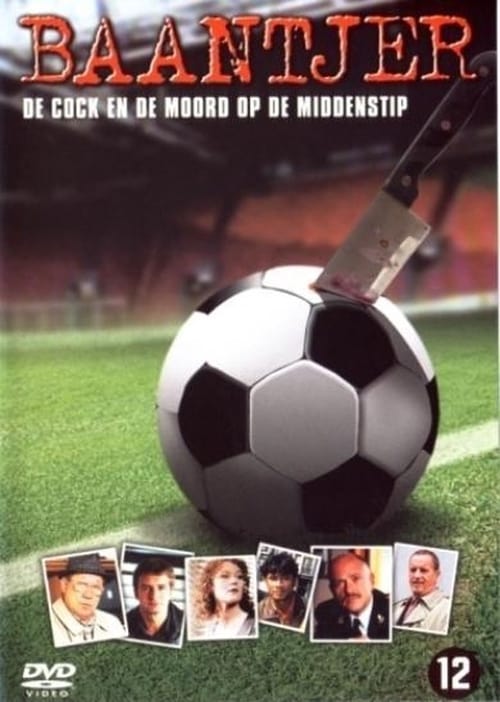 BAANTJER
DE COCK EN DE MOORD OP DE MIDDENSTIP
DVD
VIDEO
12